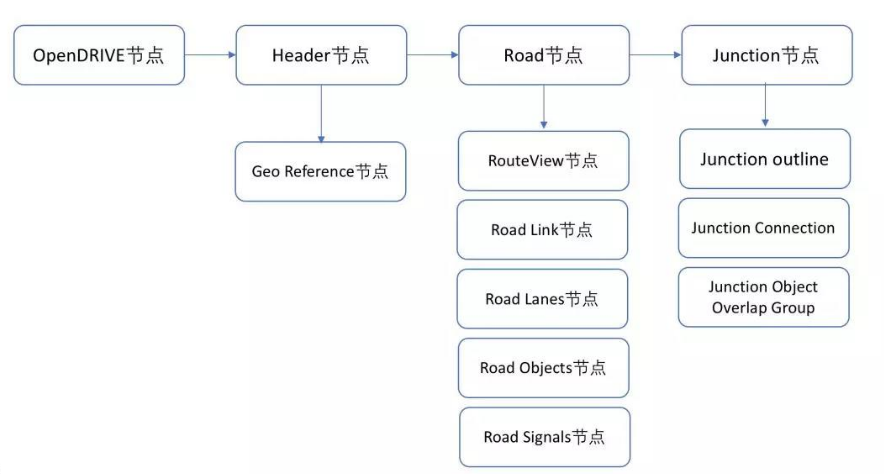 OpenDRIVE节点
Header节点
Road节点
Junction节点
Geo Reference节点
RouteView节点
Road Link节点
Road Lanes节点
Road Objects节点
Road Signals节点
Junction outline
Junction Connection
Junction Object
Overlap Group